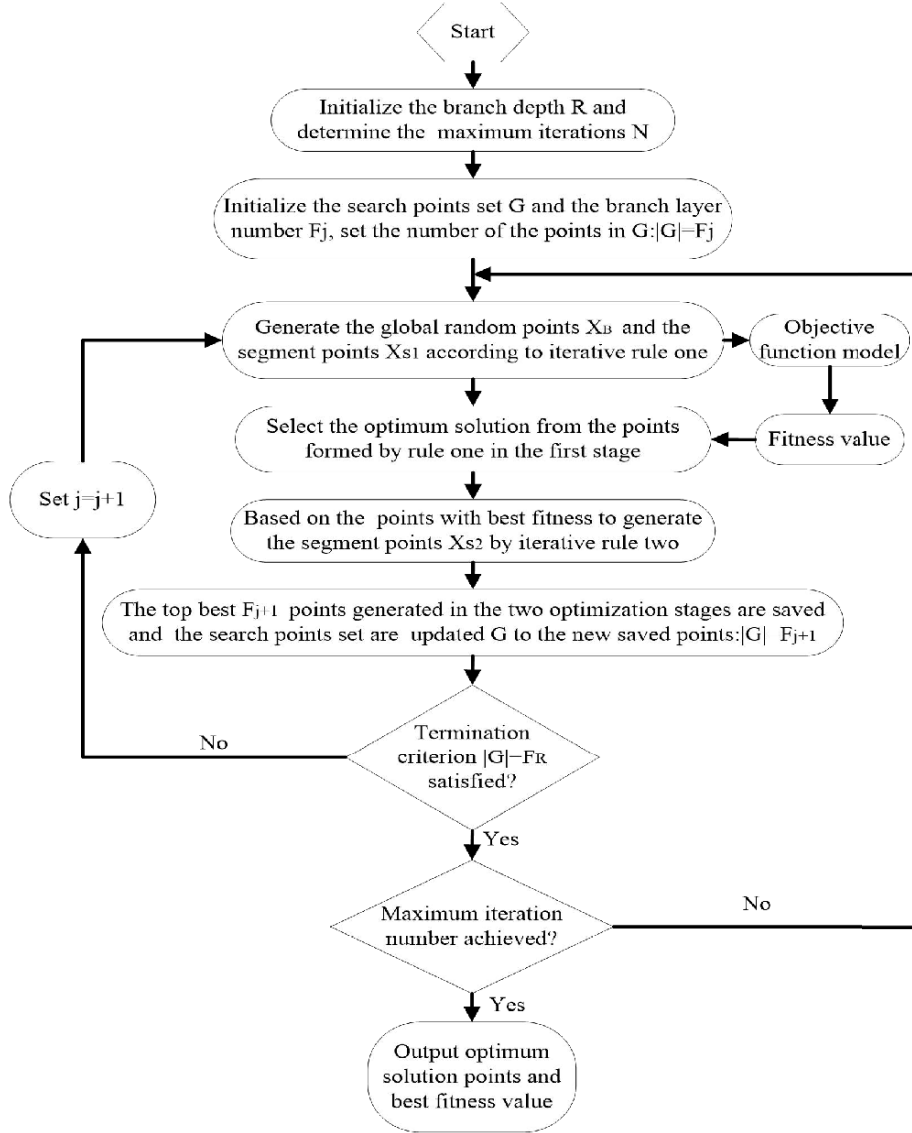 Start
Initialize the branch depth R and
determine the maximum iterations N
Initialize the search points set G and the branch layer
number Fj, set the number of the points in G:|G|=Fj
Generate the global random points XB and the
segment points Xs1 according to iterative rule one
Objective
function model
Select the optimum solution from the points
formed by rule one in the first stage
Fitness value
Set j=j+1
Based on the points with best fitness to generate
the segment points Xs2 by iterative rule two
The top best Fj+1 points generated in the two optimization stages are saved
and the search points set are updated G to the new saved points:|G| Fj+1
No
Termination
criterion |G|−FR
satisfied?
Yes
Maximum iteration
number achieved?
No
Yes
Output optimum
solution points and
best fitness value